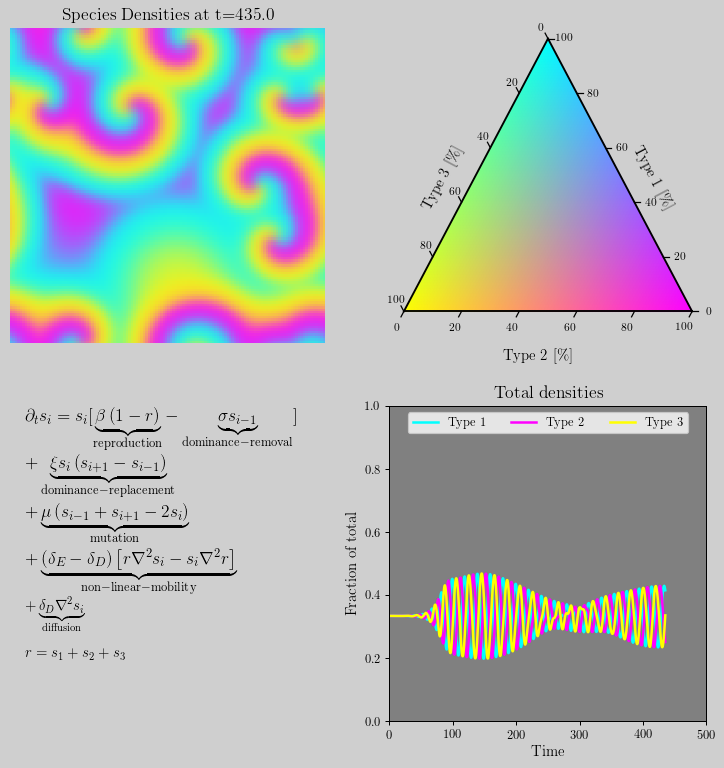 Species Densities at t=435.0
0
100
20
80
40
60
Type 3 [%]
Type 1 [%]
60
40
80
20
100
0
0 20 40 60 80 100
Type 2 [%]
∂ₜsᵢ = sᵢ[β (1 − r) − σsᵢ₋₁ ]
reproduction dominance−removal
+ ξsᵢ (sᵢ₊₁ − sᵢ₋₁)
dominance−replacement
+ μ (sᵢ₋₁ + sᵢ₊₁ − 2sᵢ)
mutation
+ (δ_E − δ_D) [r∇²sᵢ − sᵢ∇²r]
non−linear−mobility
+ δ_D∇²sᵢ
diffusion
r = s₁ + s₂ + s₃
Total densities
Type 1 Type 2 Type 3
1.0
0.8
0.6
0.4
0.2
0.0
Fraction of total
0 100 200 300 400 500
Time